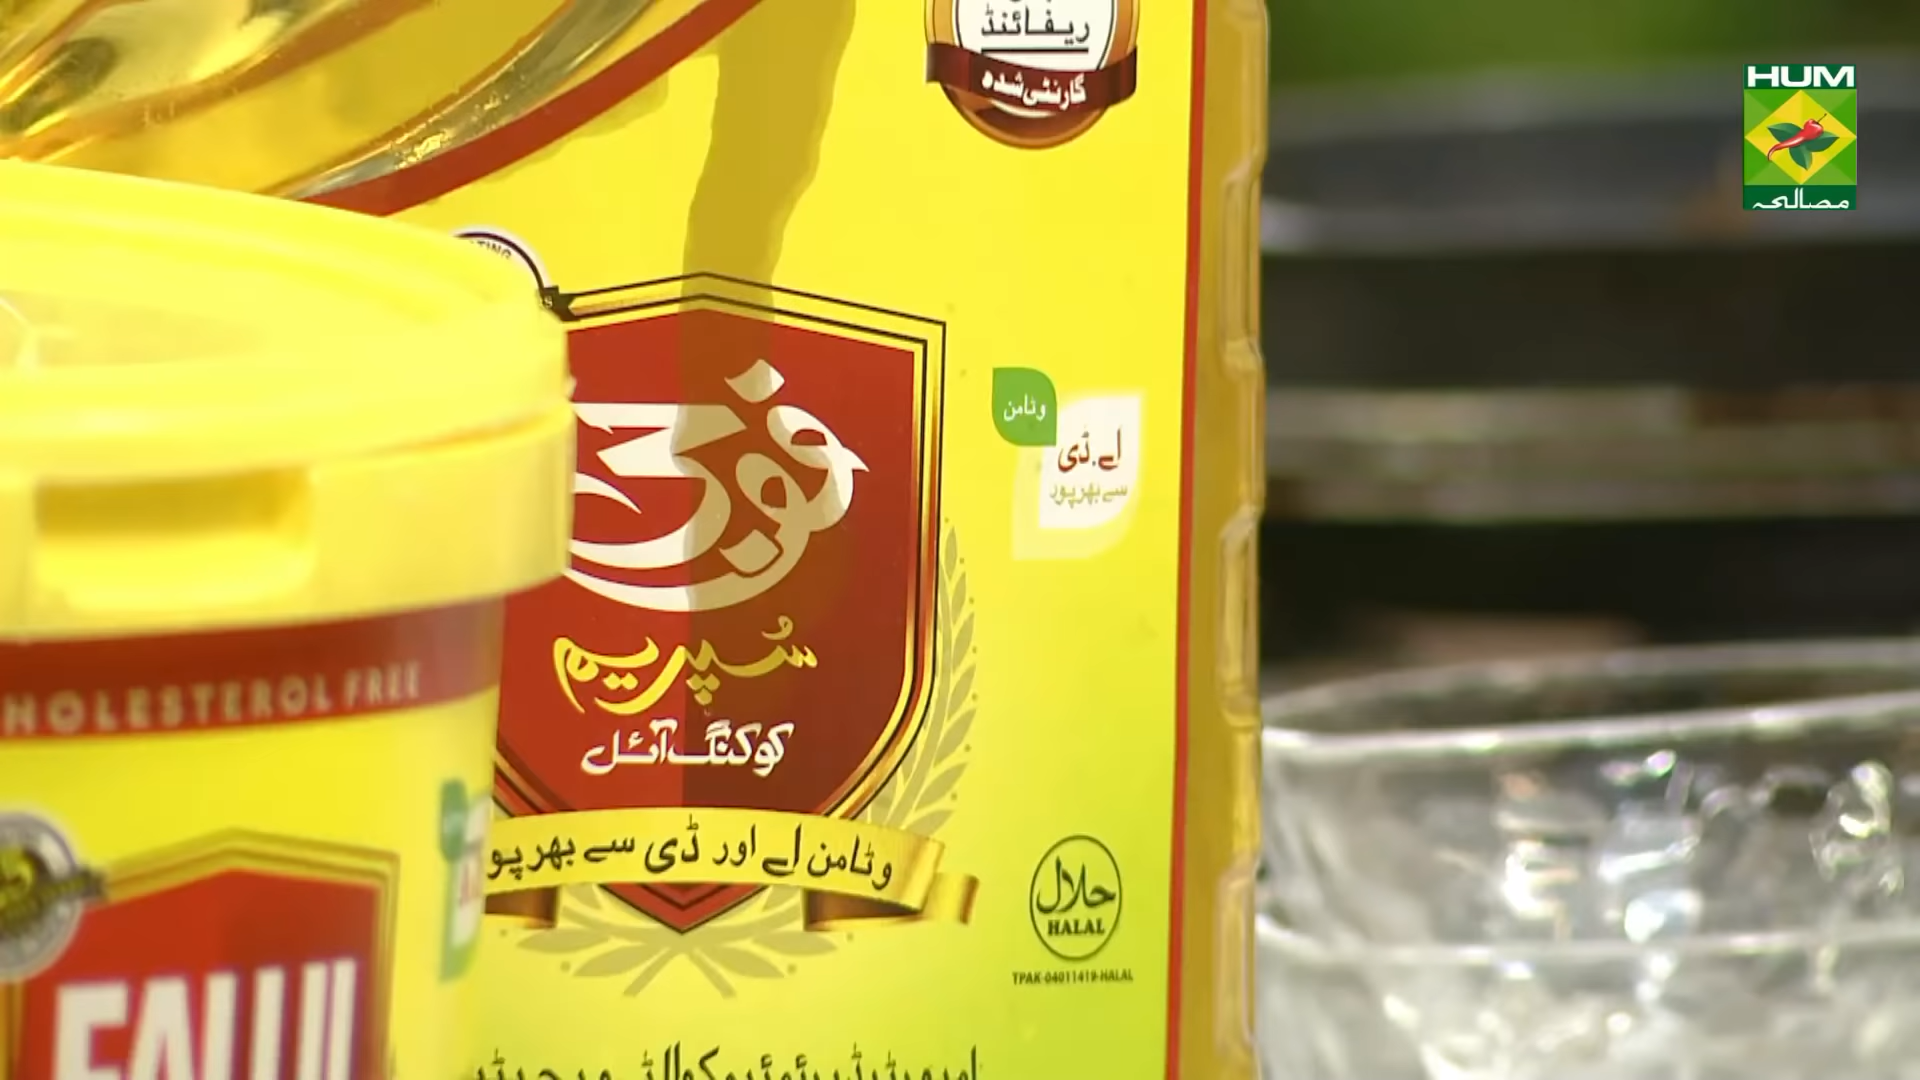 ریفائنڈ
گارنٹی شدہ
HUM
مصالحہ
وٹامن
اے.ڈی
سے بھرپور
فوجی
سُپریم
کوکنگ آئل
HOLESTEROL FREE
وٹامن اے اور ڈی سے بھرپو
حلال
HALAL
TPAK-04011419-HALAL
FAUJI